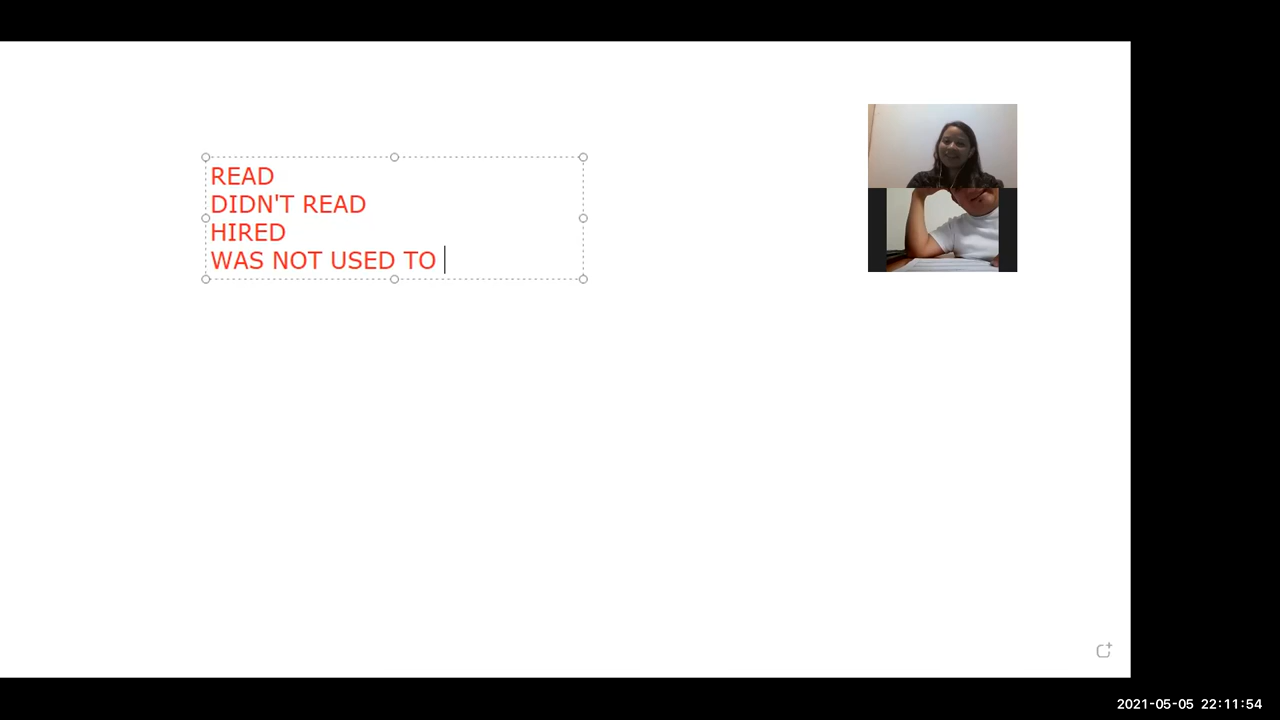 READ
DIDN'T READ
HIRED
WAS NOT USED TO
2021-05-05 22:11:54